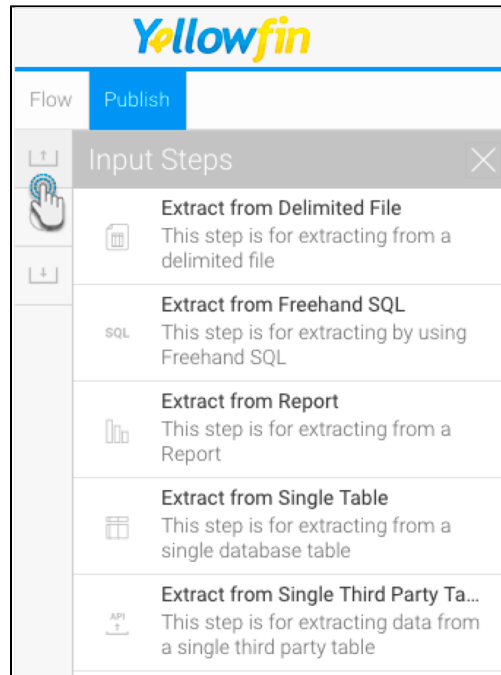 Yellowfin
Flow Publish
Input Steps
Extract from Delimited File
This step is for extracting from a
delimited file
SQL
Extract from Freehand SQL
This step is for extracting by using
Freehand SQL
Extract from Report
This step is for extracting from a
Report
Extract from Single Table
This step is for extracting from a
single database table
API
Extract from Single Third Party Ta...
This step is for extracting data from
a single third party table